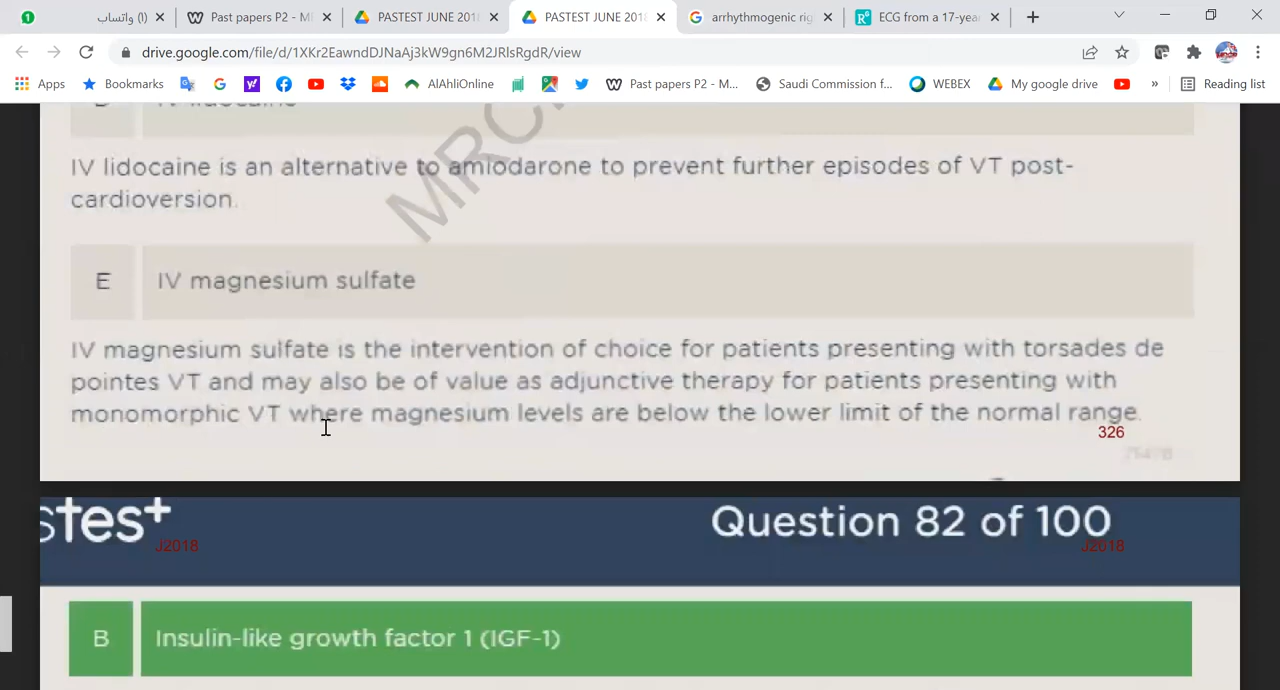 (1) واتساب
Past papers P2 - M
PASTEST JUNE 201
PASTEST JUNE 201
arrhythmogenic rig
ECG from a 17-yea
drive.google.com/file/d/1XKr2EawndDJNaAj3kW9gn6M2JRlsRgdR/view
Apps
Bookmarks
AlAhliOnline
Past papers P2 - M...
Saudi Commission f...
WEBEX
My google drive
»
Reading list
MRC
IV lidocaine is an alternative to amiodarone to prevent further episodes of VT post-
cardioversion.
E IV magnesium sulfate
IV magnesium sulfate is the intervention of choice for patients presenting with torsades de
pointes VT and may also be of value as adjunctive therapy for patients presenting with
monomorphic VT where magnesium levels are below the lower limit of the normal range.
326
stest+ Question 82 of 100
J2018 J2018
B Insulin-like growth factor 1 (IGF-1)